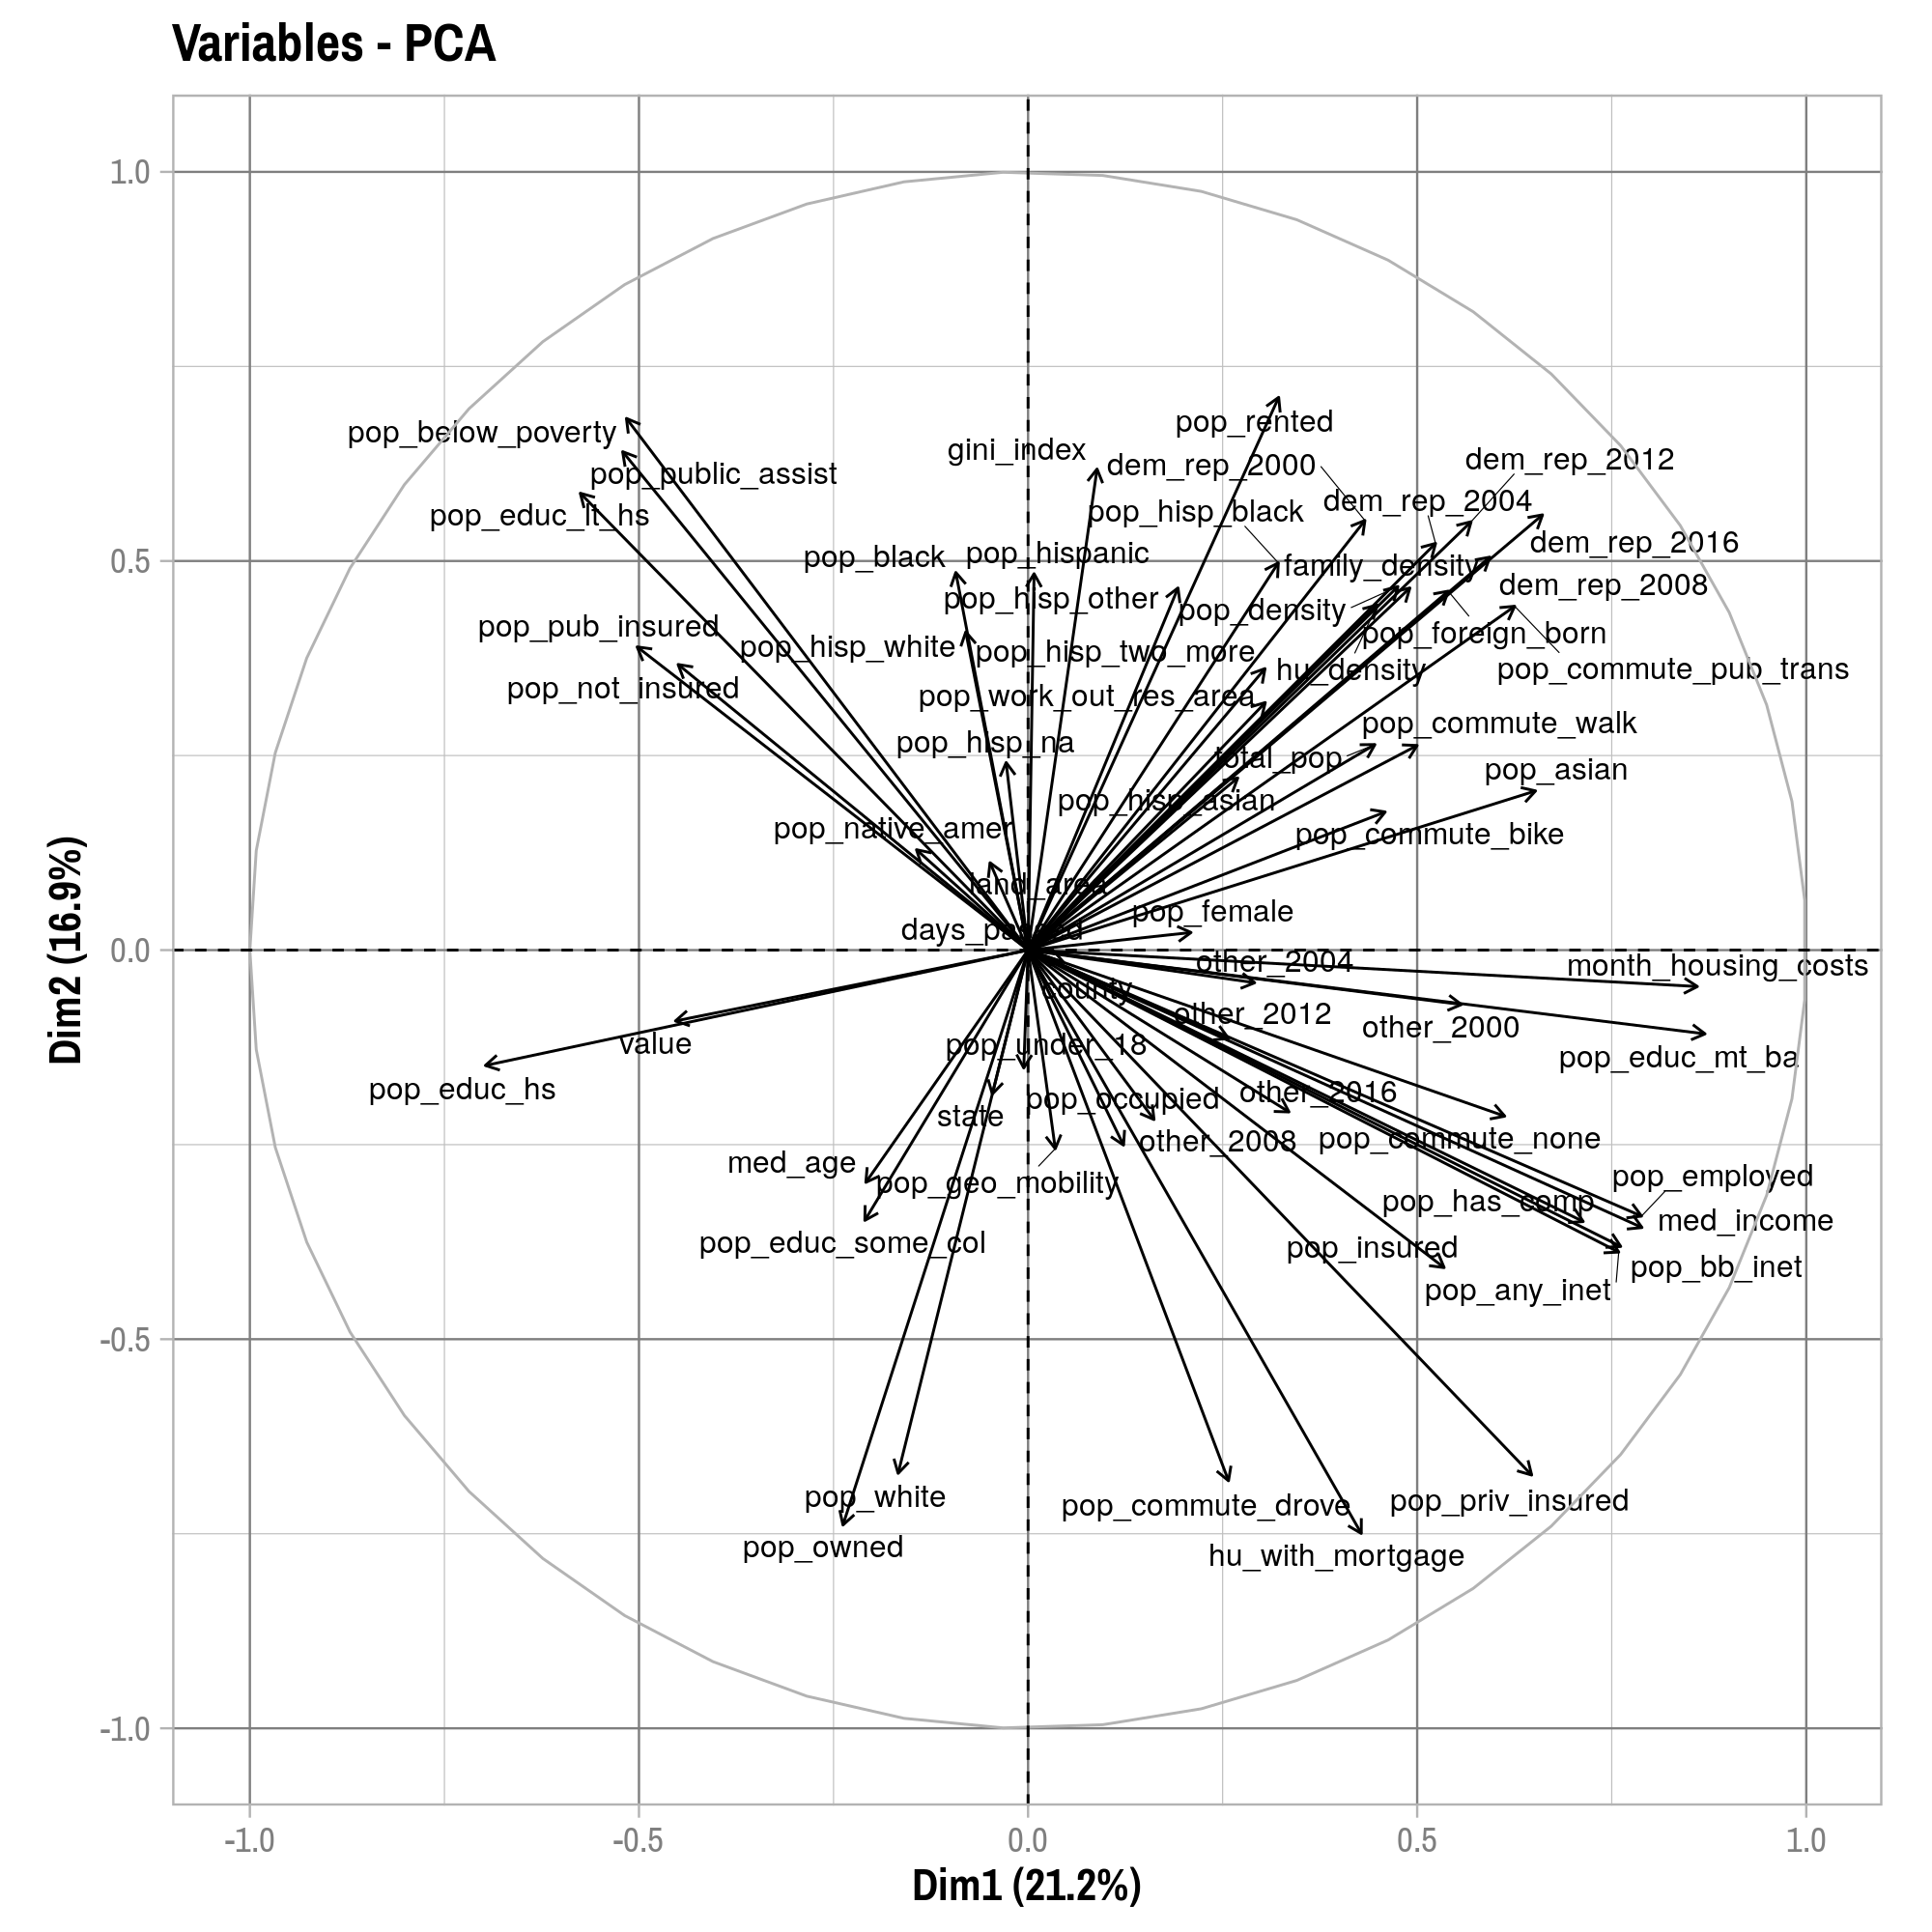 Variables - PCA
1.0
pop_rented
pop_below_poverty
gini_index
dem_rep_2012
dem_rep_2000
pop_public_assist
dem_rep_2004
pop_hisp_black
pop_educ_lt_hs
dem_rep_2016
pop_hispanic
pop_black
0.5
family_density
dem_rep_2008
pop_hisp_other
pop_density
pop_pub_insured
pop_foreign_born
pop_hisp_white
pop_hisp_two_more
hu_density
pop_commute_pub_trans
pop_not_insured
pop_work_out_res_area
pop_commute_walk
pop_hisp_na
total_pop
pop_asian
pop_hisp_asian
pop_native_amer
pop_commute_bike
land_area
pop_female
days_passed
0.0
other_2004
month_housing_costs
county
other_2012
other_2000
value
pop_under_18
pop_educ_mt_ba
pop_educ_hs
other_2016
pop_occupied
state
pop_commute_none
other_2008
med_age
pop_employed
pop_geo_mobility
pop_has_comp
med_income
pop_educ_some_col
pop_insured
pop_bb_inet
pop_any_inet
-0.5
pop_white
pop_priv_insured
pop_commute_drove
pop_owned
hu_with_mortgage
-1.0
-1.0
-0.5
0.0
0.5
1.0
Dim1 (21.2%)
Dim2 (16.9%)